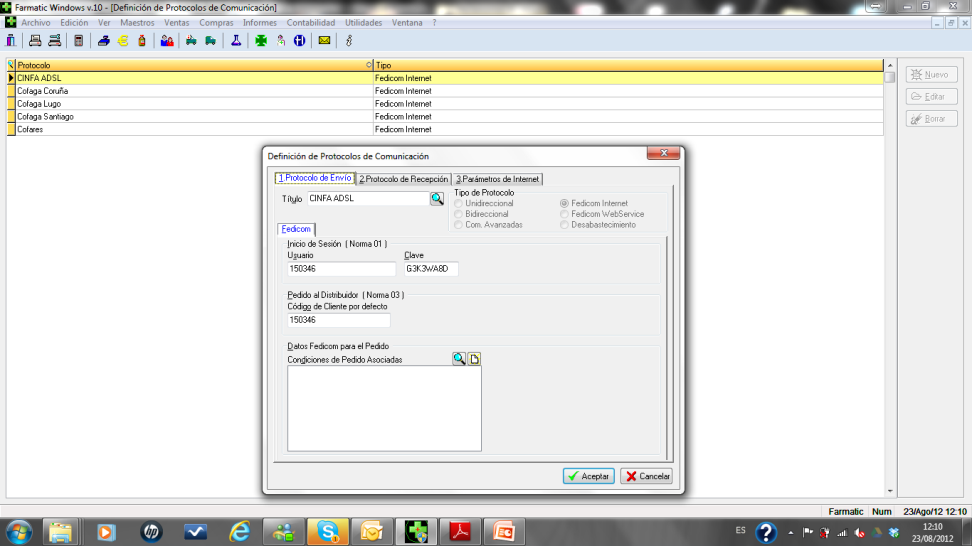 Farmatic Windows v.10 - [Definición de Protocolos de Comunicación]
Archivo Edición Ver Maestros Ventas Compras Informes Contabilidad Utilidades Ventana ?
Protocolo Tipo
CINFA ADSL Fedicom Internet
Cofaga Coruña Fedicom Internet
Cofaga Lugo Fedicom Internet
Cofaga Santiago Fedicom Internet
Cofares Fedicom Internet
Nuevo
Editar
Borrar
Definición de Protocolos de Comunicación
1.Protocolo de Envío 2.Protocolo de Recepción 3.Parámetros de Internet
Título CINFA ADSL
Tipo de Protocolo
Unidireccional Fedicom Internet
Bidireccional Fedicom WebService
Com. Avanzadas Desabastecimiento
Fedicom
Inicio de Sesión ( Norma 01 )
Usuario Clave
150346 G3K3WA8D
Pedido al Distribuidor ( Norma 03 )
Código de Cliente por defecto
150346
Datos Fedicom para el Pedido
Condiciones de Pedido Asociadas
Aceptar Cancelar
Farmatic Num 23/Ago/12 12:10
ES 12:10
23/08/2012